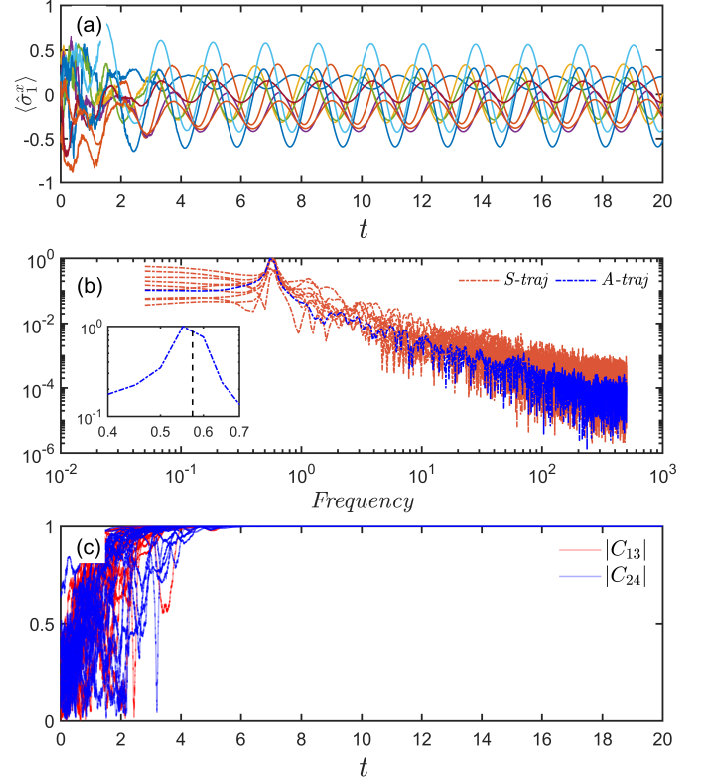 (a)
1
0.5
0
-0.5
-1
⟨σ̂₁ˣ⟩
0 2 4 6 8 10 12 14 16 18 20
t
(b)
10⁰
10⁻²
10⁻⁴
10⁻⁶
S-traj A-traj
10⁰
10⁻¹
0.4 0.5 0.6 0.7
10⁻² 10⁻¹ 10⁰ 10¹ 10² 10³
Frequency
(c)
1
0.5
0
|C₁₃|
|C₂₄|
0 2 4 6 8 10 12 14 16 18 20
t